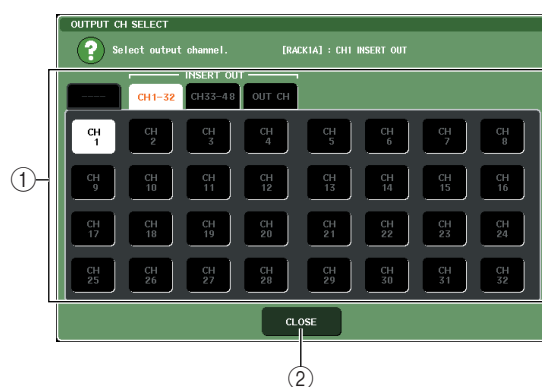 OUTPUT CH SELECT
? Select output channel. [RACK1A] : CH1 INSERT OUT
INSERT OUT
---- CH1-32 CH33-48 OUT CH
CH 1 CH 2 CH 3 CH 4 CH 5 CH 6 CH 7 CH 8
① CH 9 CH 10 CH 11 CH 12 CH 13 CH 14 CH 15 CH 16
CH 17 CH 18 CH 19 CH 20 CH 21 CH 22 CH 23 CH 24
CH 25 CH 26 CH 27 CH 28 CH 29 CH 30 CH 31 CH 32
CLOSE
②